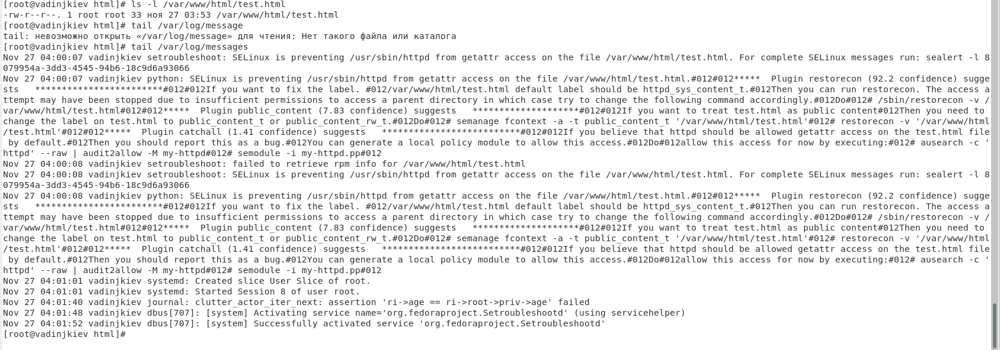 [root@vadinjkiev html]# ls -l /var/www/html/test.html
-rw-r--r--. 1 root root 33 ноя 27 03:53 /var/www/html/test.html
[root@vadinjkiev html]# tail /var/log/message
tail: невозможно открыть «/var/log/message» для чтения: Нет такого файла или каталога
[root@vadinjkiev html]# tail /var/log/messages
Nov 27 04:00:07 vadinjkiev setroubleshoot: SELinux is preventing /usr/sbin/httpd from getattr access on the file /var/www/html/test.html. For complete SELinux messages run: sealert -l 8
079954a-3dd3-4545-94b6-18c9d6a93066
Nov 27 04:00:07 vadinjkiev python: SELinux is preventing /usr/sbin/httpd from getattr access on the file /var/www/html/test.html.#012#012*****  Plugin restorecon (92.2 confidence) sugge
sts   ************************#012#012If you want to fix the label. #012/var/www/html/test.html default label should be httpd_sys_content_t.#012Then you can run restorecon. The access a
ttempt may have been stopped due to insufficient permissions to access a parent directory in which case try to change the following command accordingly.#012Do#012# /sbin/restorecon -v /
var/www/html/test.html#012#012*****  Plugin public_content (7.83 confidence) suggests   ********************#012#012If you want to treat test.html as public content#012Then you need to 
change the label on test.html to public_content_t or public_content_rw_t.#012Do#012# semanage fcontext -a -t public_content_t '/var/www/html/test.html'#012# restorecon -v '/var/www/html
/test.html'#012#012*****  Plugin catchall (1.41 confidence) suggests   **************************#012#012If you believe that httpd should be allowed getattr access on the test.html file
 by default.#012Then you should report this as a bug.#012You can generate a local policy module to allow this access.#012Do#012allow this access for now by executing:#012# ausearch -c '
httpd' --raw | audit2allow -M my-httpd#012# semodule -i my-httpd.pp#012
Nov 27 04:00:08 vadinjkiev setroubleshoot: failed to retrieve rpm info for /var/www/html/test.html
Nov 27 04:00:08 vadinjkiev setroubleshoot: SELinux is preventing /usr/sbin/httpd from getattr access on the file /var/www/html/test.html. For complete SELinux messages run: sealert -l 8
079954a-3dd3-4545-94b6-18c9d6a93066
Nov 27 04:00:08 vadinjkiev python: SELinux is preventing /usr/sbin/httpd from getattr access on the file /var/www/html/test.html.#012#012*****  Plugin restorecon (92.2 confidence) sugge
sts   ************************#012#012If you want to fix the label. #012/var/www/html/test.html default label should be httpd_sys_content_t.#012Then you can run restorecon. The access a
ttempt may have been stopped due to insufficient permissions to access a parent directory in which case try to change the following command accordingly.#012Do#012# /sbin/restorecon -v /
var/www/html/test.html#012#012*****  Plugin public_content (7.83 confidence) suggests   ********************#012#012If you want to treat test.html as public content#012Then you need to 
change the label on test.html to public_content_t or public_content_rw_t.#012Do#012# semanage fcontext -a -t public_content_t '/var/www/html/test.html'#012# restorecon -v '/var/www/html
/test.html'#012#012*****  Plugin catchall (1.41 confidence) suggests   **************************#012#012If you believe that httpd should be allowed getattr access on the test.html file
 by default.#012Then you should report this as a bug.#012You can generate a local policy module to allow this access.#012Do#012allow this access for now by executing:#012# ausearch -c '
httpd' --raw | audit2allow -M my-httpd#012# semodule -i my-httpd.pp#012
Nov 27 04:01:01 vadinjkiev systemd: Created slice User Slice of root.
Nov 27 04:01:01 vadinjkiev systemd: Started Session 8 of user root.
Nov 27 04:01:40 vadinjkiev journal: clutter_actor_iter_next: assertion 'ri->age == ri->root->priv->age' failed
Nov 27 04:01:48 vadinjkiev dbus[707]: [system] Activating service name='org.fedoraproject.Setroubleshootd' (using servicehelper)
Nov 27 04:01:52 vadinjkiev dbus[707]: [system] Successfully activated service 'org.fedoraproject.Setroubleshootd'
[root@vadinjkiev html]#